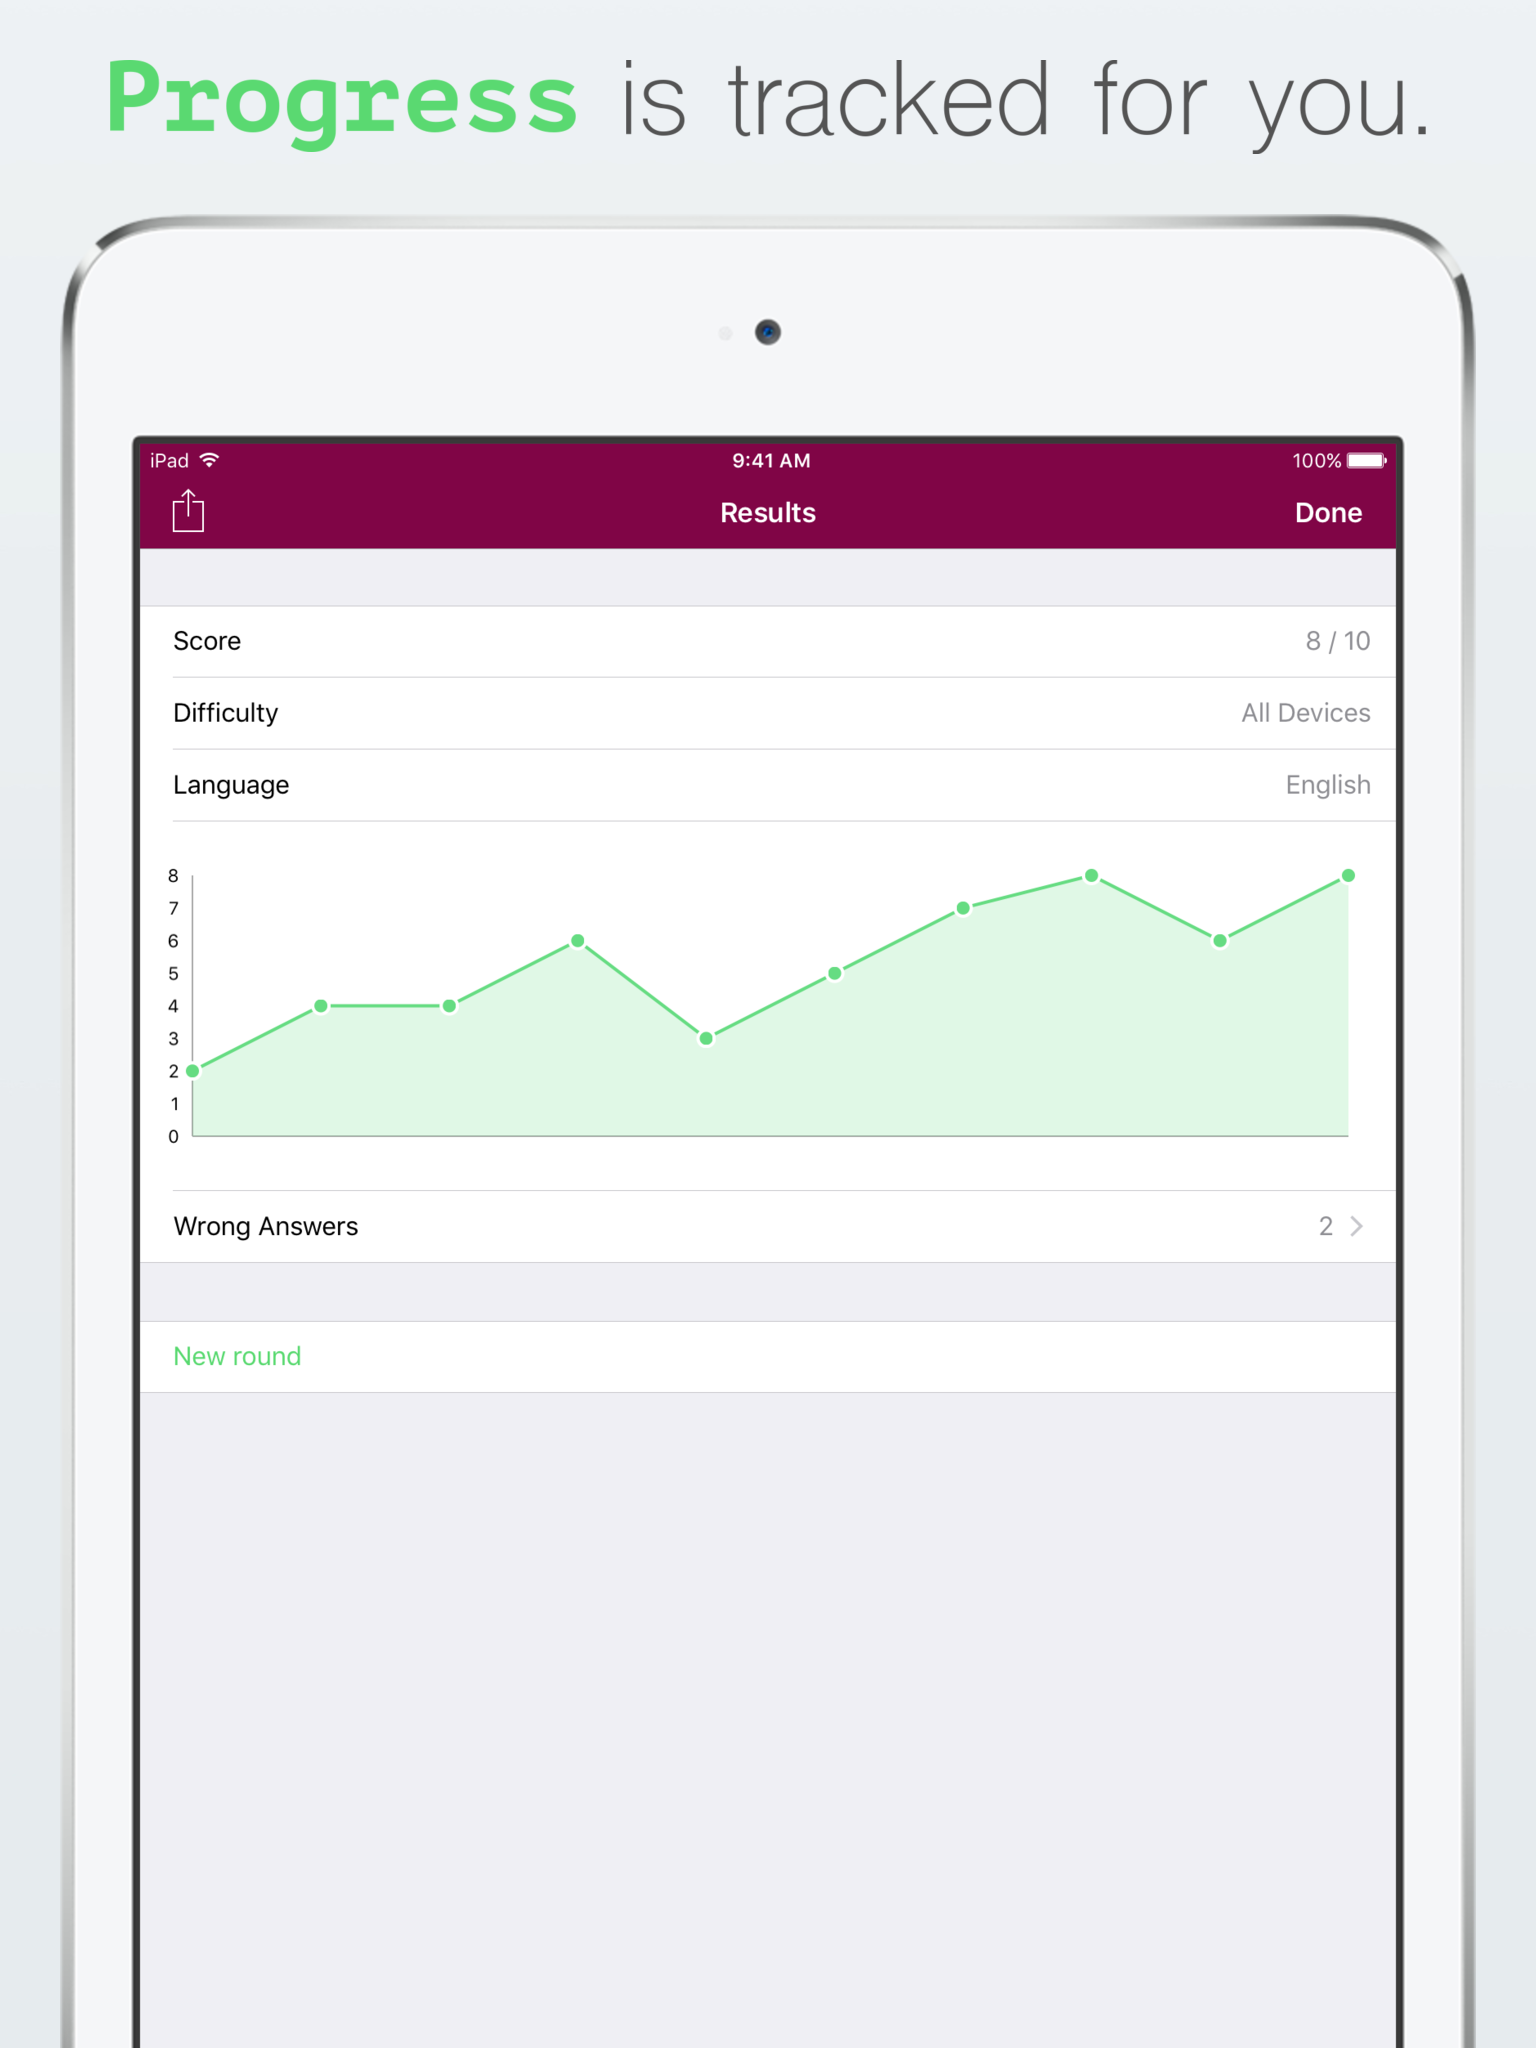 Progress is tracked for you.
iPad 9:41 AM 100%
Results Done
Score 8 / 10
Difficulty All Devices
Language English
8
7
6
5
4
3
2
1
0
Wrong Answers 2
New round